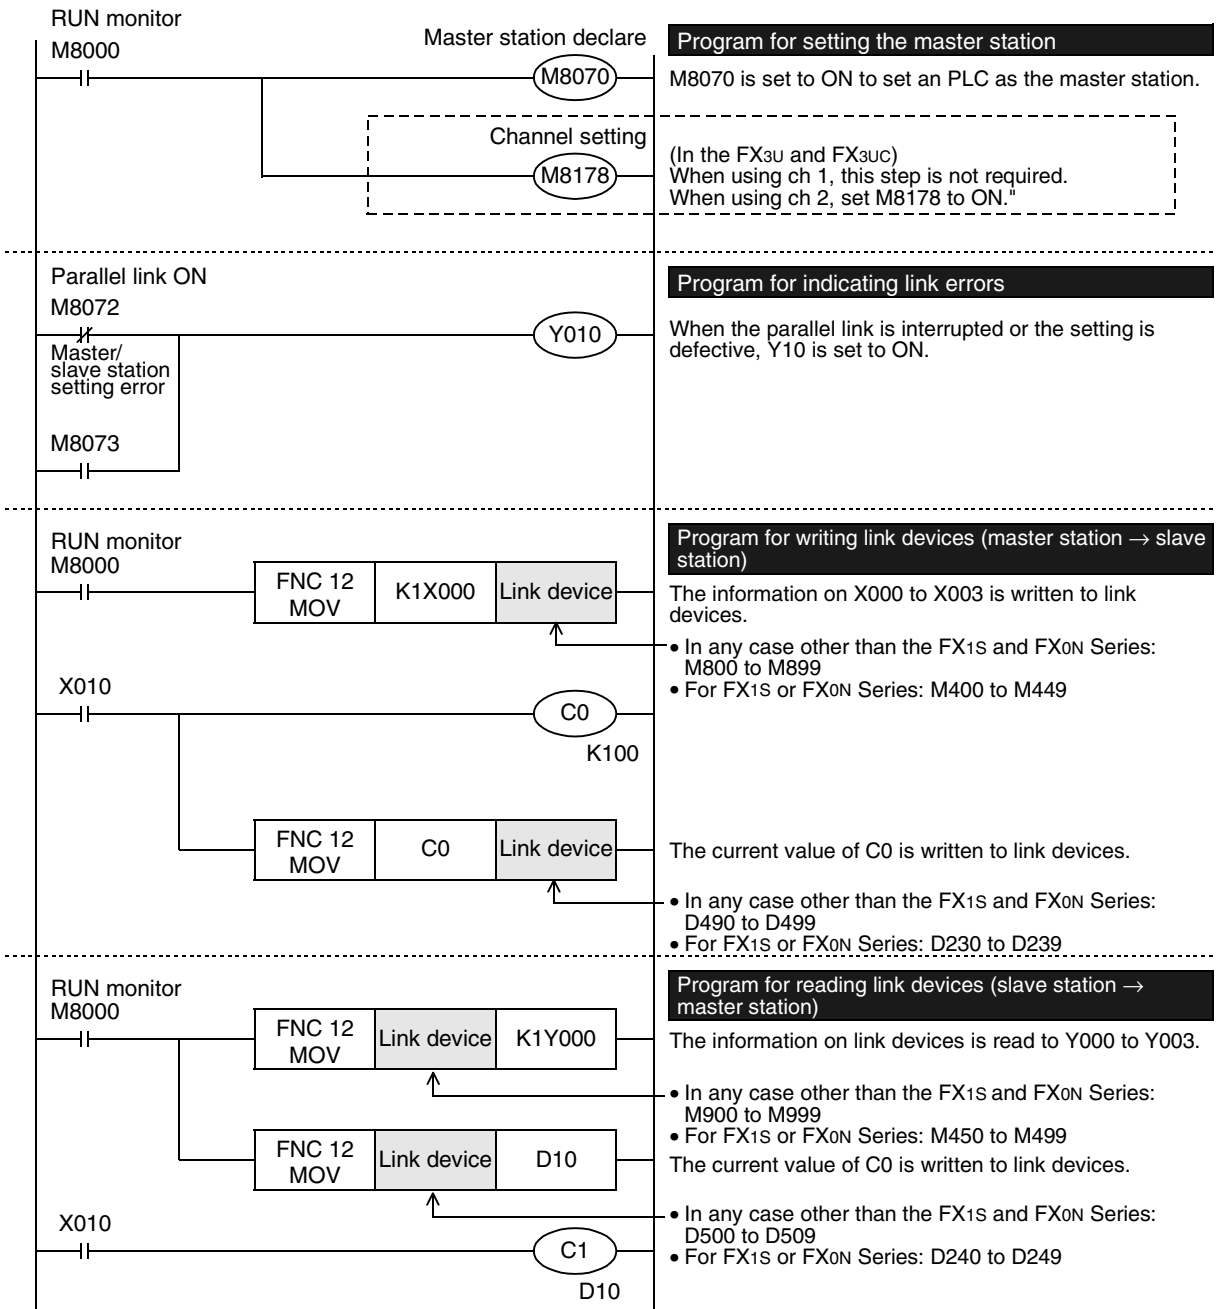 RUN monitor
M8000
Master station declare
M8070
Program for setting the master station
M8070 is set to ON to set an PLC as the master station.
Channel setting
M8178
(In the FX3U and FX3UC)
When using ch 1, this step is not required.
When using ch 2, set M8178 to ON."
Parallel link ON
M8072
Y010
Master/
slave station
setting error
M8073
Program for indicating link errors
When the parallel link is interrupted or the setting is
defective, Y10 is set to ON.
RUN monitor
M8000
FNC 12
MOV
K1X000
Link device
Program for writing link devices (master station → slave
station)
The information on X000 to X003 is written to link
devices.
• In any case other than the FX1S and FX0N Series:
M800 to M899
• For FX1S or FX0N Series: M400 to M449
X010
C0
K100
FNC 12
MOV
C0
Link device
The current value of C0 is written to link devices.
• In any case other than the FX1S and FX0N Series:
D490 to D499
• For FX1S or FX0N Series: D230 to D239
RUN monitor
M8000
FNC 12
MOV
Link device
K1Y000
Program for reading link devices (slave station →
master station)
The information on link devices is read to Y000 to Y003.
• In any case other than the FX1S and FX0N Series:
M900 to M999
• For FX1S or FX0N Series: M450 to M499
FNC 12
MOV
Link device
D10
The current value of C0 is written to link devices.
• In any case other than the FX1S and FX0N Series:
D500 to D509
• For FX1S or FX0N Series: D240 to D249
X010
C1
D10